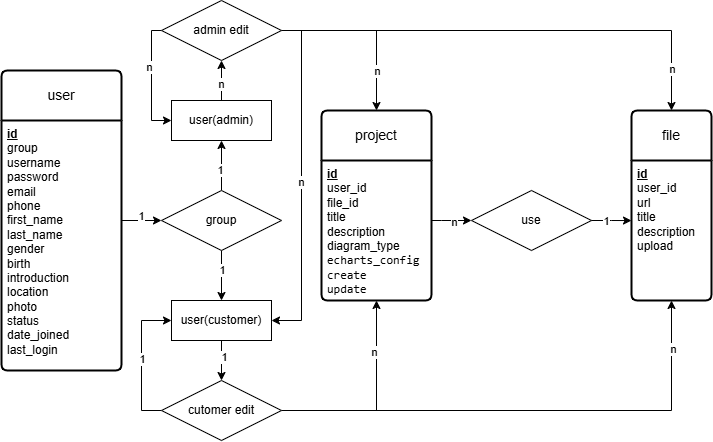 admin edit
n
n
n
n
user
id
group
username
password
email
phone
first_name
last_name
gender
birth
introduction
location
photo
status
date_joined
last_login
user(admin)
1
1
group
1
n
user(customer)
1
1
cutomer edit
n
n
project
id
user_id
file_id
title
description
diagram_type
echarts_config
create
update
n
use
1
file
id
user_id
url
title
description
upload